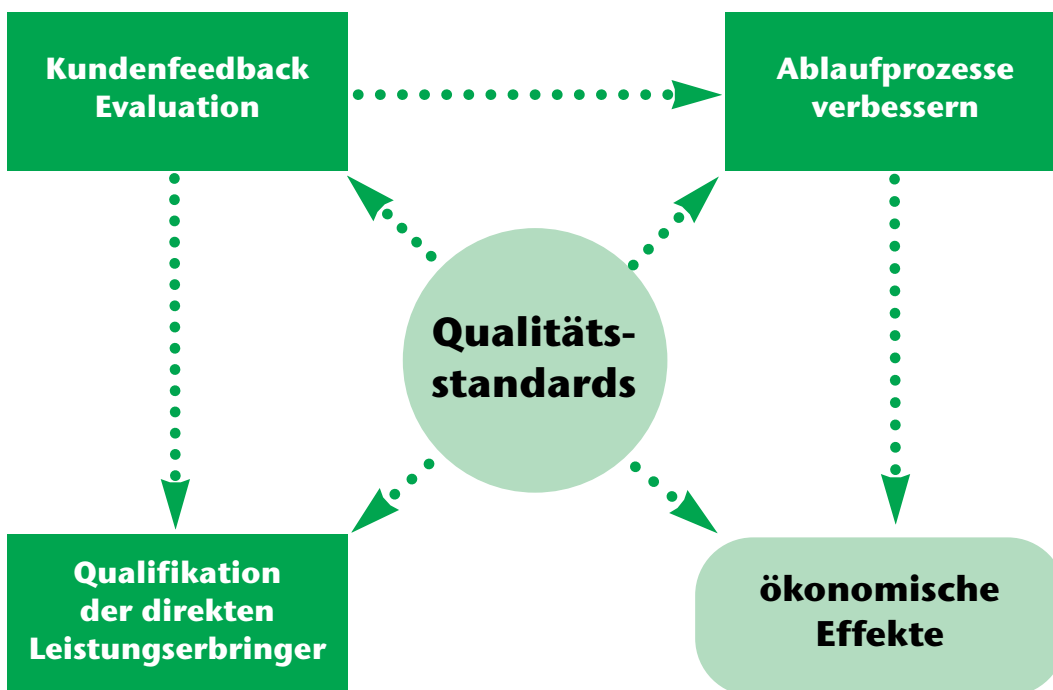 Kundenfeedback
Evaluation
Ablaufprozesse
verbessern
Qualitäts-
standards
Qualifikation
der direkten
Leistungserbringer
ökonomische
Effekte